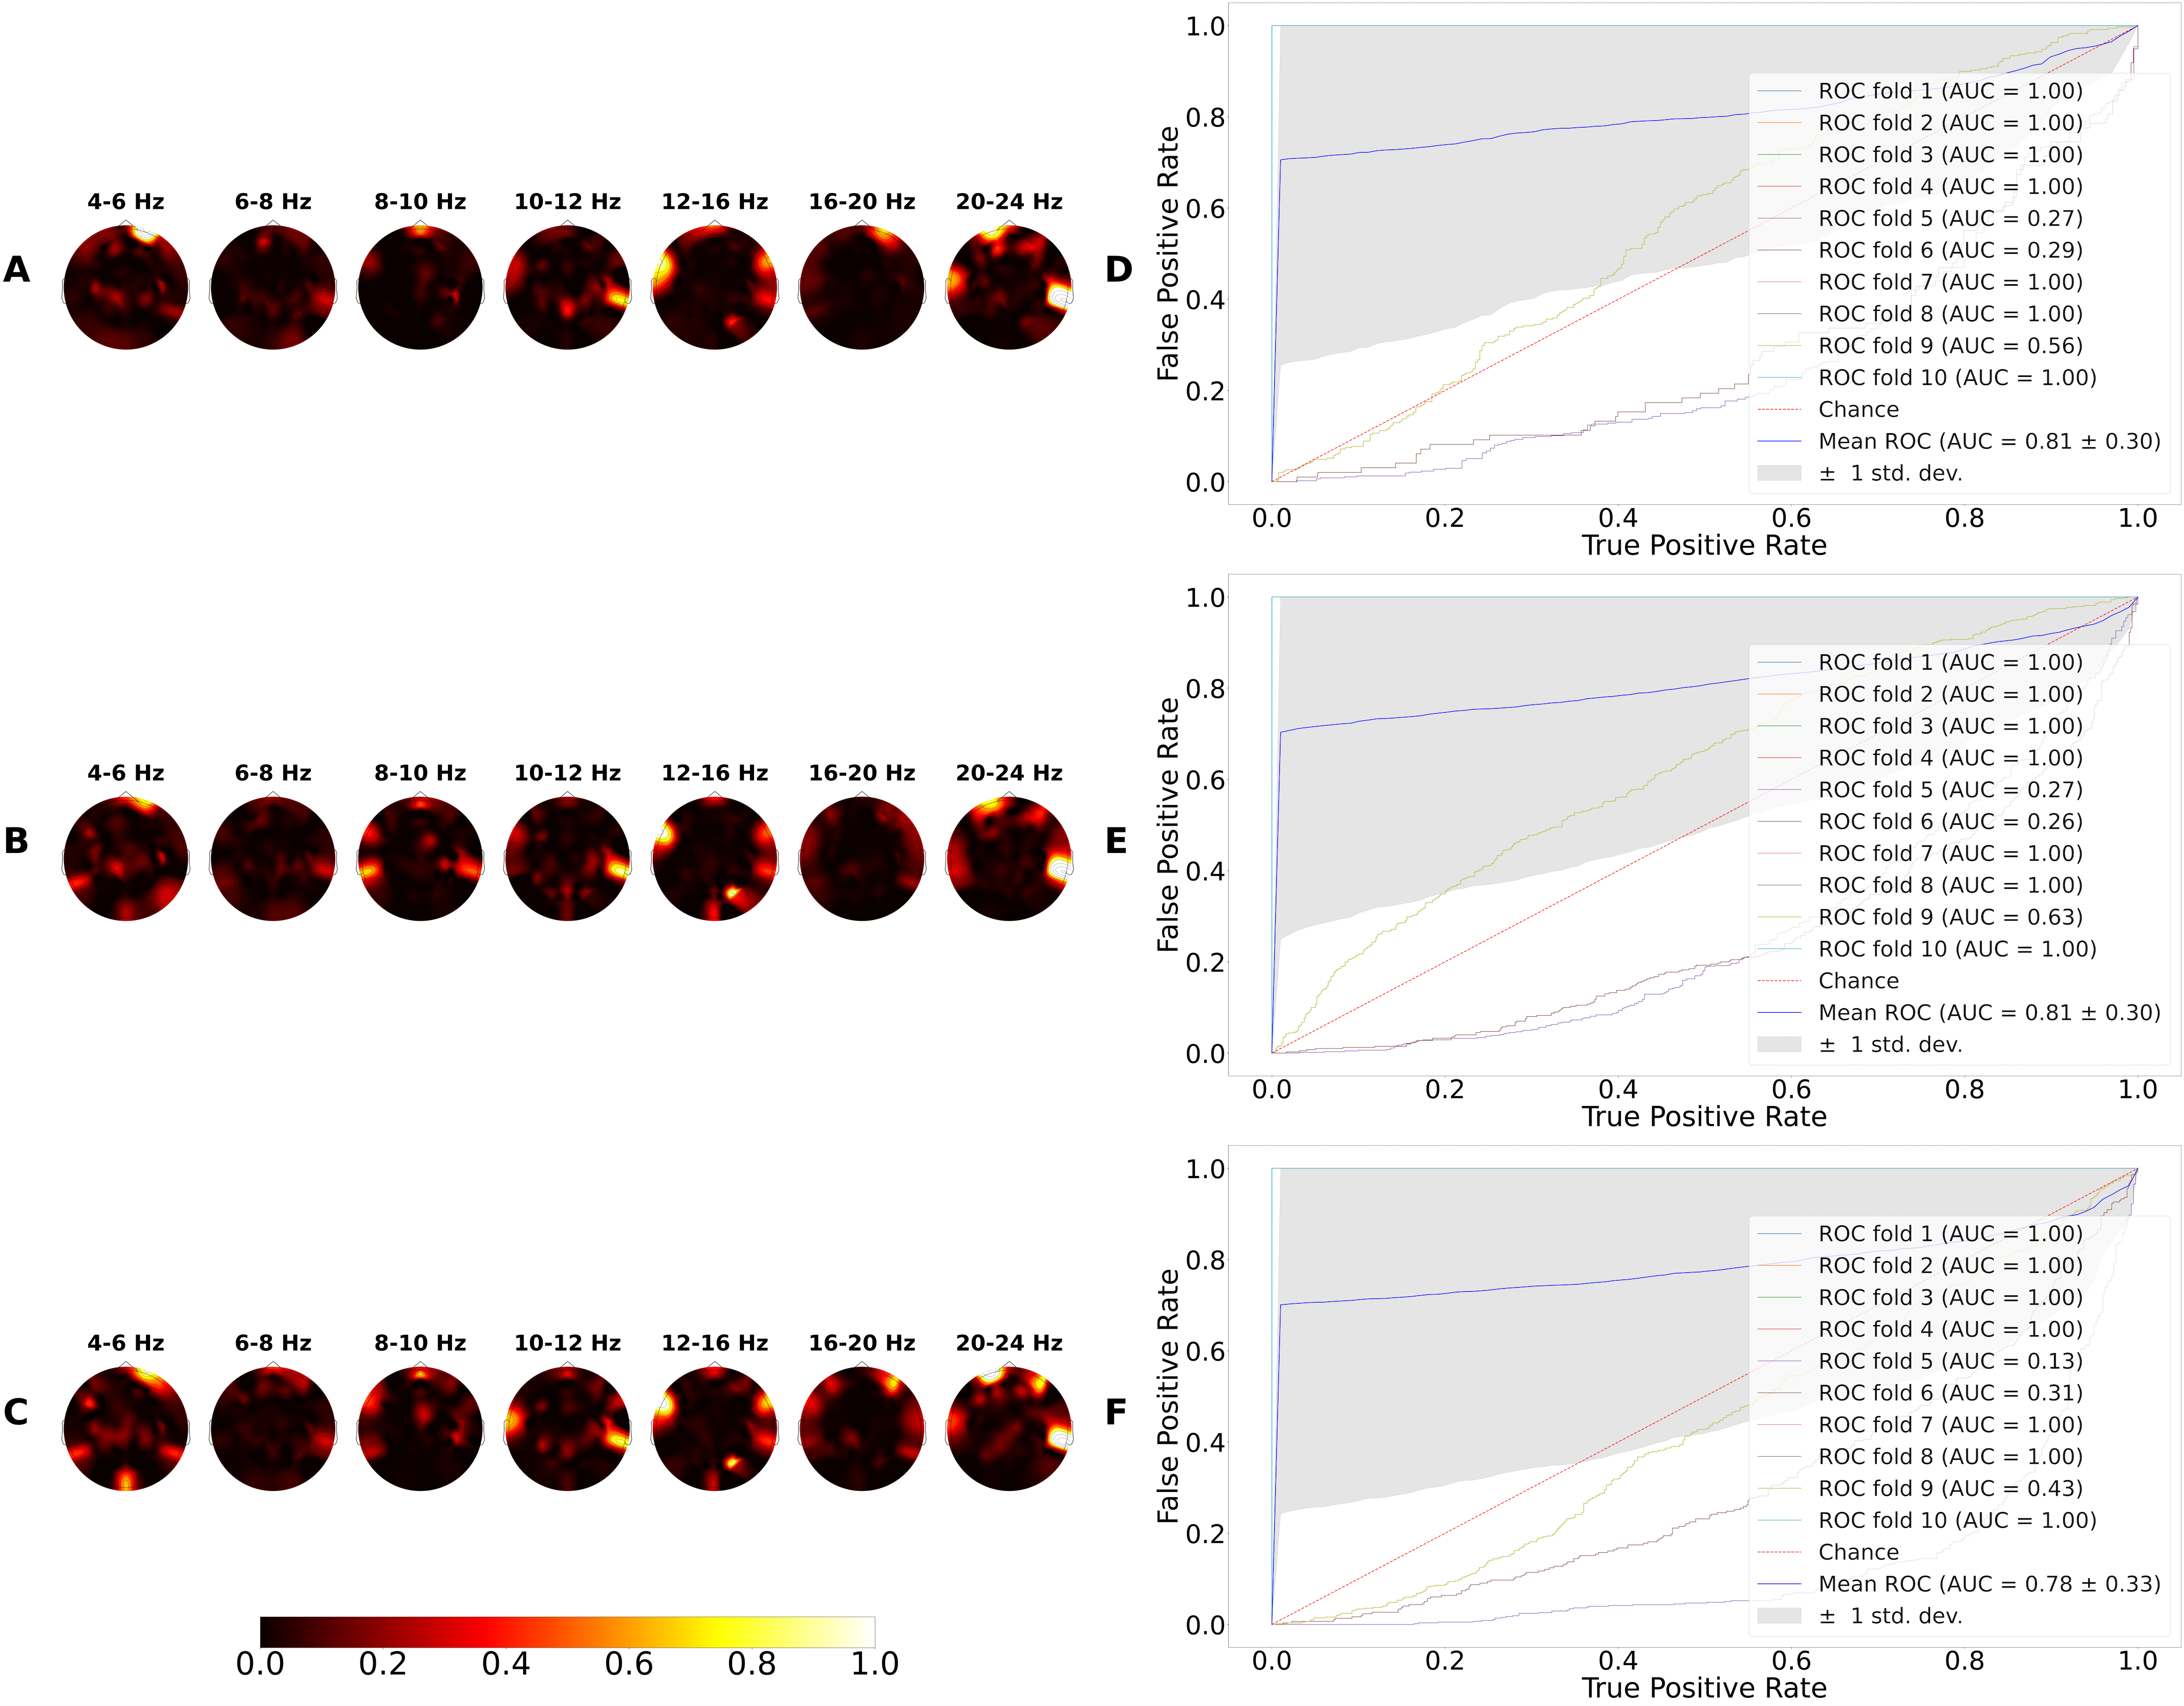 A
4-6 Hz 6-8 Hz 8-10 Hz 10-12 Hz 12-16 Hz 16-20 Hz 20-24 Hz
B
4-6 Hz 6-8 Hz 8-10 Hz 10-12 Hz 12-16 Hz 16-20 Hz 20-24 Hz
C
4-6 Hz 6-8 Hz 8-10 Hz 10-12 Hz 12-16 Hz 16-20 Hz 20-24 Hz
0.0 0.2 0.4 0.6 0.8 1.0
D
False Positive Rate
1.0
0.8
0.6
0.4
0.2
0.0
ROC fold 1 (AUC = 1.00)
ROC fold 2 (AUC = 1.00)
ROC fold 3 (AUC = 1.00)
ROC fold 4 (AUC = 1.00)
ROC fold 5 (AUC = 0.27)
ROC fold 6 (AUC = 0.29)
ROC fold 7 (AUC = 1.00)
ROC fold 8 (AUC = 1.00)
ROC fold 9 (AUC = 0.56)
ROC fold 10 (AUC = 1.00)
Chance
Mean ROC (AUC = 0.81 ± 0.30)
± 1 std. dev.
0.0 0.2 0.4 0.6 0.8 1.0
True Positive Rate
E
False Positive Rate
1.0
0.8
0.6
0.4
0.2
0.0
ROC fold 1 (AUC = 1.00)
ROC fold 2 (AUC = 1.00)
ROC fold 3 (AUC = 1.00)
ROC fold 4 (AUC = 1.00)
ROC fold 5 (AUC = 0.27)
ROC fold 6 (AUC = 0.26)
ROC fold 7 (AUC = 1.00)
ROC fold 8 (AUC = 1.00)
ROC fold 9 (AUC = 0.63)
ROC fold 10 (AUC = 1.00)
Chance
Mean ROC (AUC = 0.81 ± 0.30)
± 1 std. dev.
0.0 0.2 0.4 0.6 0.8 1.0
True Positive Rate
F
False Positive Rate
1.0
0.8
0.6
0.4
0.2
0.0
ROC fold 1 (AUC = 1.00)
ROC fold 2 (AUC = 1.00)
ROC fold 3 (AUC = 1.00)
ROC fold 4 (AUC = 1.00)
ROC fold 5 (AUC = 0.13)
ROC fold 6 (AUC = 0.31)
ROC fold 7 (AUC = 1.00)
ROC fold 8 (AUC = 1.00)
ROC fold 9 (AUC = 0.43)
ROC fold 10 (AUC = 1.00)
Chance
Mean ROC (AUC = 0.78 ± 0.33)
± 1 std. dev.
0.0 0.2 0.4 0.6 0.8 1.0
True Positive Rate